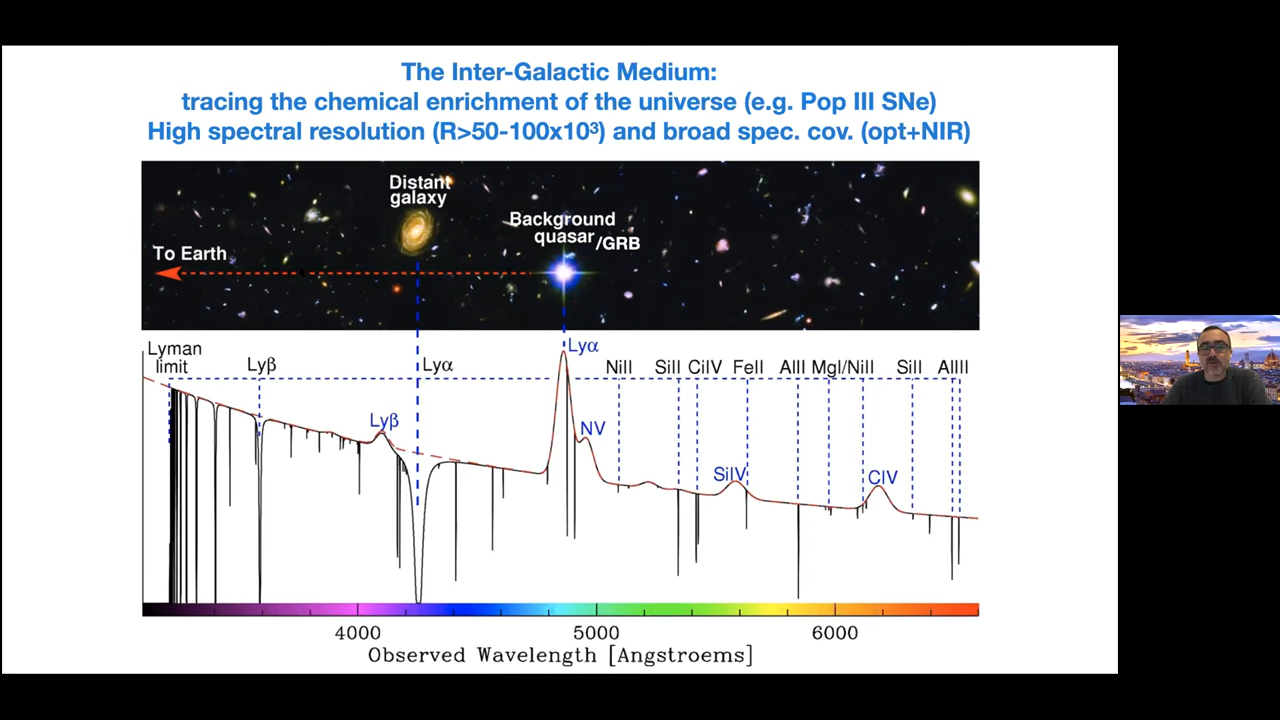 The Inter-Galactic Medium:
tracing the chemical enrichment of the universe (e.g. Pop III SNe)
High spectral resolution (R>50-100x10³) and broad spec. cov. (opt+NIR)
Distant
galaxy
Background
quasar/GRB
To Earth
Lyman
limit
Lyβ
Lyα
Lyα
NiII SiII CiIV FeII AlII MgI/NiII SiII AlIII
Lyβ
NV
SiIV
CIV
4000 5000 6000
Observed Wavelength [Angstroems]